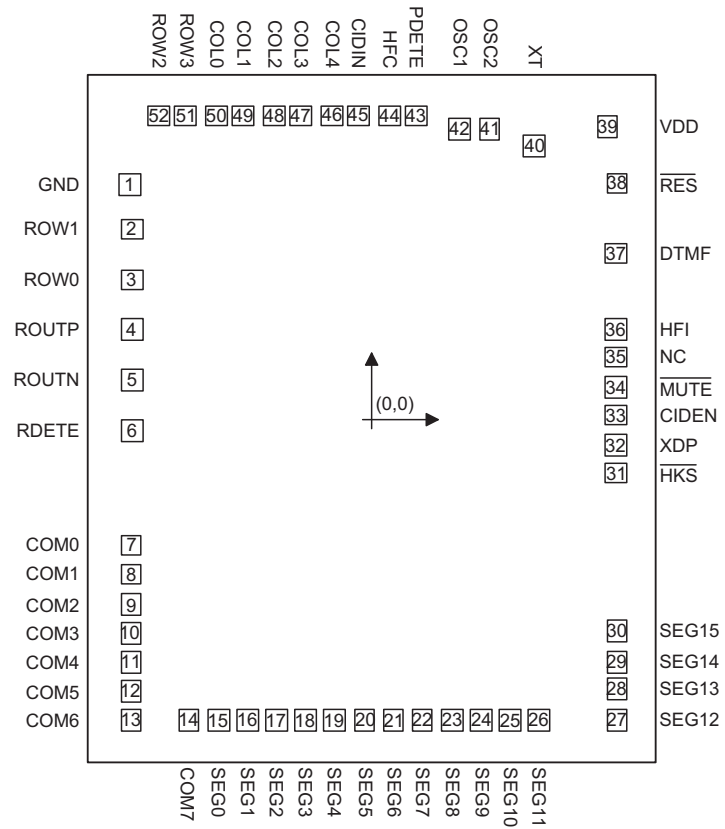 ROW2
ROW3
COL0
COL1
COL2
COL3
COL4
CIDIN
HFC
PDETE
OSC1
OSC2
XT
52 51 50 49 48 47 46 45 44 43 42 41 40
39 VDD
GND 1
38 R̅E̅S̅
ROW1 2
37 DTMF
ROW0 3
ROUTP 4
36 HFI
35 NC
ROUTN 5
34 M̅U̅T̅E̅
(0,0)
33 CIDEN
RDETE 6
32 XDP
31 H̅K̅S̅
COM0 7
COM1 8
COM2 9
COM3 10
30 SEG15
COM4 11
29 SEG14
COM5 12
28 SEG13
COM6 13
14 15 16 17 18 19 20 21 22 23 24 25 26
27 SEG12
COM7
SEG0
SEG1
SEG2
SEG3
SEG4
SEG5
SEG6
SEG7
SEG8
SEG9
SEG10
SEG11